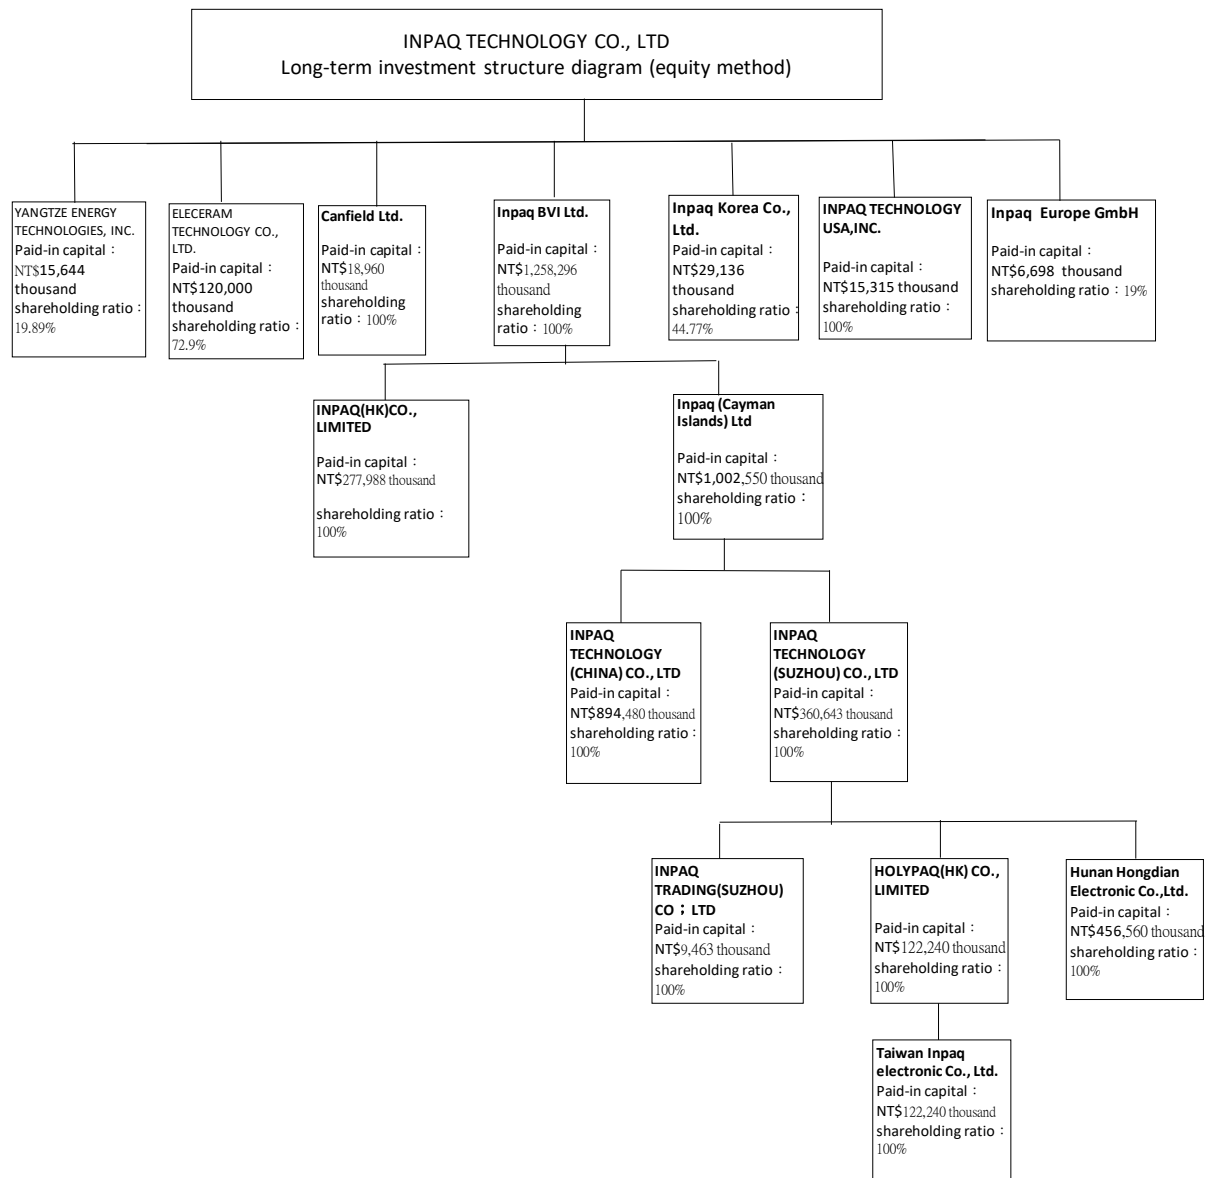 INPAQ TECHNOLOGY CO., LTD
Long-term investment structure diagram (equity method)
YANGTZE ENERGY
TECHNOLOGIES, INC.
Paid-in capital：
NT$15,644
thousand
shareholding ratio：
19.89%
ELECERAM
TECHNOLOGY CO.,
LTD.
Paid-in capital：
NT$120,000
thousand
shareholding ratio：
72.9%
Canfield Ltd.
Paid-in capital：
NT$18,960
thousand
shareholding
ratio：100%
Inpaq BVI Ltd.
Paid-in capital：
NT$1,258,296
thousand
shareholding
ratio：100%
Inpaq Korea Co.,
Ltd.
Paid-in capital：
NT$29,136
thousand
shareholding ratio：
44.77%
INPAQ TECHNOLOGY
USA,INC.
Paid-in capital：
NT$15,315 thousand
shareholding ratio：
100%
Inpaq Europe GmbH
Paid-in capital：
NT$6,698 thousand
shareholding ratio：19%
INPAQ(HK)CO.,
LIMITED
Paid-in capital：
NT$277,988 thousand
shareholding ratio：
100%
Inpaq (Cayman
Islands) Ltd
Paid-in capital：
NT$1,002,550 thousand
shareholding ratio：
100%
INPAQ
TECHNOLOGY
(CHINA) CO., LTD
Paid-in capital：
NT$894,480 thousand
shareholding ratio：
100%
INPAQ
TECHNOLOGY
(SUZHOU) CO., LTD
Paid-in capital：
NT$360,643 thousand
shareholding ratio：
100%
INPAQ
TRADING(SUZHOU)
CO；LTD
Paid-in capital：
NT$9,463 thousand
shareholding ratio：
100%
HOLYPAQ(HK) CO.,
LIMITED
Paid-in capital：
NT$122,240 thousand
shareholding ratio：
100%
Hunan Hongdian
Electronic Co.,Ltd.
Paid-in capital：
NT$456,560 thousand
shareholding ratio：
100%
Taiwan Inpaq
electronic Co., Ltd.
Paid-in capital：
NT$122,240 thousand
shareholding ratio：
100%